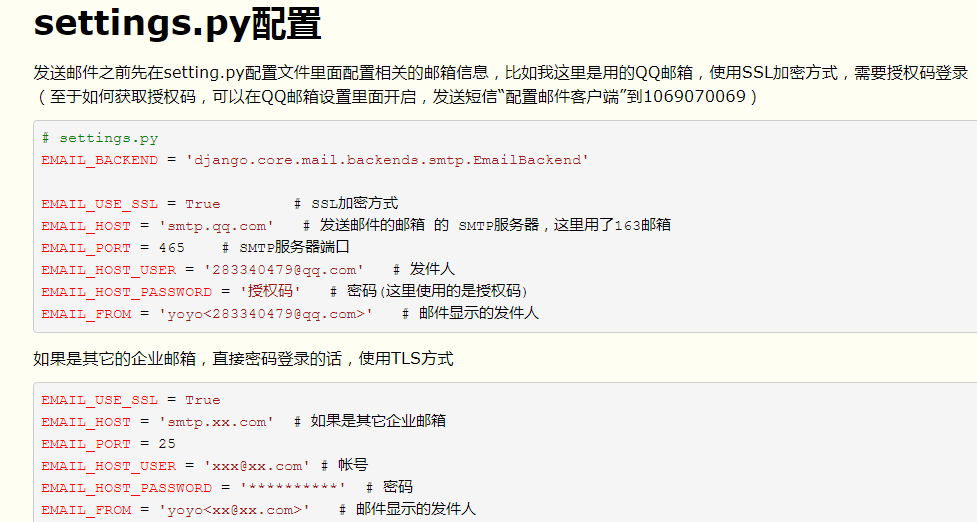 settings.py配置
发送邮件之前先在setting.py配置文件里面配置相关的邮箱信息，比如我这里是用的QQ邮箱，使用SSL加密方式，需要授权码登录
（至于如何获取授权码，可以在QQ邮箱设置里面开启，发送短信“配置邮件客户端”到1069070069）
# settings.py
EMAIL_BACKEND = 'django.core.mail.backends.smtp.EmailBackend'
EMAIL_USE_SSL = True # SSL加密方式
EMAIL_HOST = 'smtp.qq.com' # 发送邮件的邮箱 的 SMTP服务器，这里用了163邮箱
EMAIL_PORT = 465 # SMTP服务器端口
EMAIL_HOST_USER = '283340479@qq.com' # 发件人
EMAIL_HOST_PASSWORD = '授权码' # 密码(这里使用的是授权码)
EMAIL_FROM = 'yoyo<283340479@qq.com>' # 邮件显示的发件人
如果是其它的企业邮箱，直接密码登录的话，使用TLS方式
EMAIL_USE_SSL = True
EMAIL_HOST = 'smtp.xx.com' # 如果是其它企业邮箱
EMAIL_PORT = 25
EMAIL_HOST_USER = 'xxx@xx.com' # 帐号
EMAIL_HOST_PASSWORD = '**********' # 密码
EMAIL_FROM = 'yoyo<xx@xx.com>' # 邮件显示的发件人